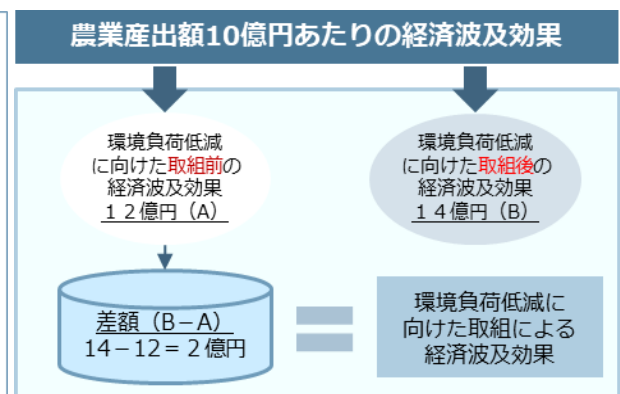 農業産出額10億円あたりの経済波及効果
環境負荷低減
に向けた取組前の
経済波及効果
１２億円（A）
環境負荷低減
に向けた取組後の
経済波及効果
１４億円（B）
差額（B－A）
14－12＝２億円
環境負荷低減に
向けた取組による
経済波及効果